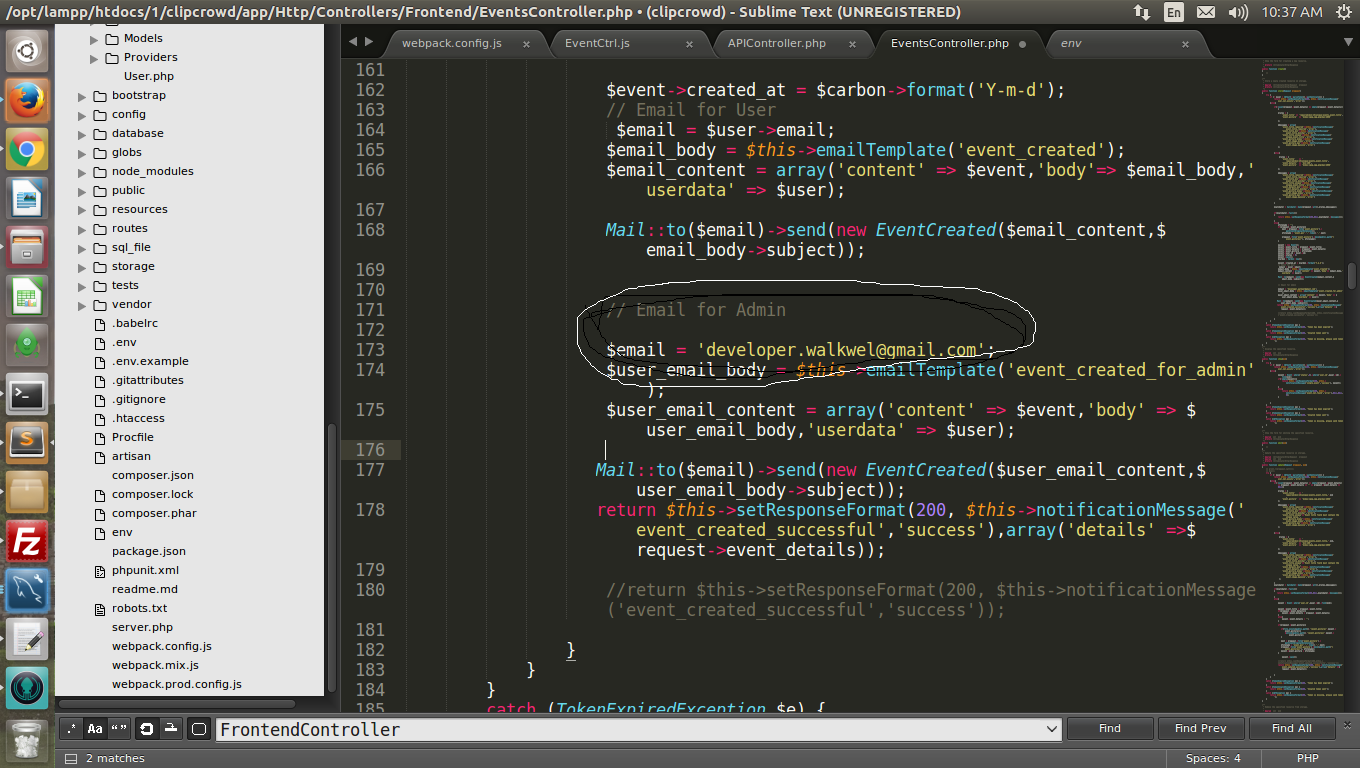 /opt/lampp/htdocs/1/clipcrowd/app/Http/Controllers/Frontend/EventsController.php • (clipcrowd) - Sublime Text (UNREGISTERED)
En
10:37 AM
Models
Providers
User.php
bootstrap
config
database
globs
node_modules
public
resources
routes
sql_file
storage
tests
vendor
.babelrc
.env
.env.example
.gitattributes
.gitignore
.htaccess
Procfile
artisan
composer.json
composer.lock
composer.phar
env
package.json
phpunit.xml
readme.md
robots.txt
server.php
webpack.config.js
webpack.mix.js
webpack.prod.config.js
webpack.config.js × EventCtrl.js × APIController.php × EventsController.php env ×
161
162 $event->created_at = $carbon->format('Y-m-d');
163 // Email for User
164 $email = $user->email;
165 $email_body = $this->emailTemplate('event_created');
166 $email_content = array('content' => $event,'body'=> $email_body,'
userdata' => $user);
167
168 Mail::to($email)->send(new EventCreated($email_content,$
email_body->subject));
169
170
171 // Email for Admin
172
173 $email = 'developer.walkwel@gmail.com';
174 $user_email_body = $this->emailTemplate('event_created_for_admin'
);
175 $user_email_content = array('content' => $event,'body' => $
user_email_body,'userdata' => $user);
176
177 Mail::to($email)->send(new EventCreated($user_email_content,$
user_email_body->subject));
178 return $this->setResponseFormat(200, $this->notificationMessage('
event_created_successful','success'),array('details' =>$
request->event_details));
179
180 //return $this->setResponseFormat(200, $this->notificationMessage
('event_created_successful','success'));
181
182 }
183 }
184 }
185 catch (TokenExpiredException $e) {
.* Aa “ ”
FrontendController
Find
Find Prev
Find All
2 matches
Spaces: 4
PHP